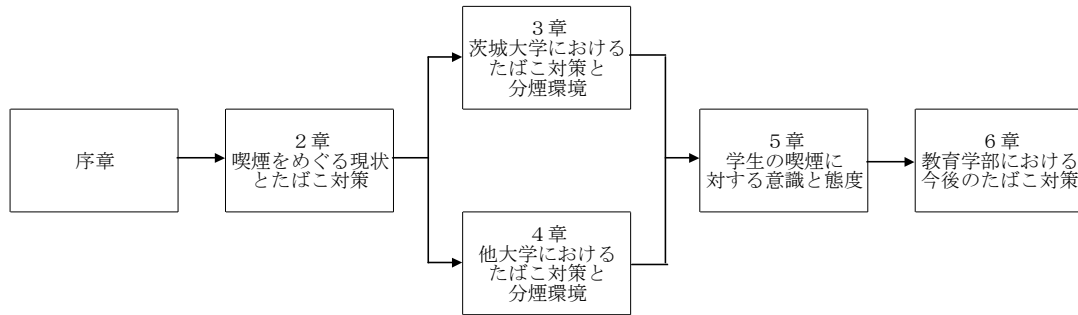 序章
２章
喫煙をめぐる現状
とたばこ対策
３章
茨城大学における
たばこ対策と
分煙環境
４章
他大学における
たばこ対策と
分煙環境
５章
学生の喫煙に
対する意識と態度
６章
教育学部における
今後のたばこ対策